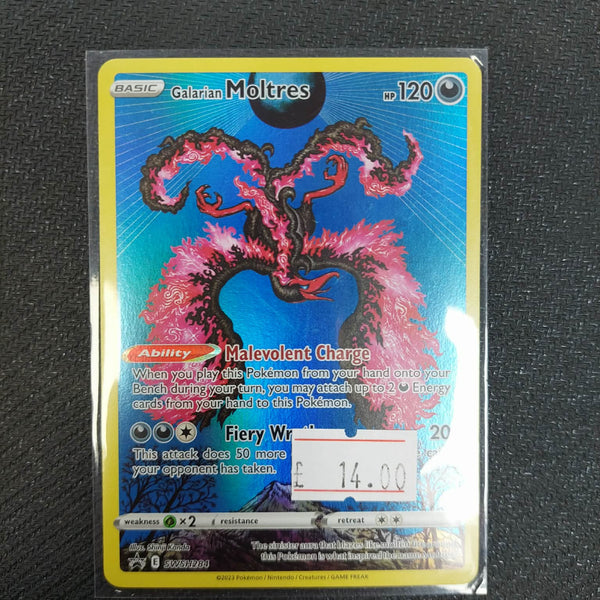 BASIC Galarian Moltres HP 120
Ability Malevolent Charge
When you play this Pokémon from your hand onto your
Bench during your turn, you may attach up to 2 Energy
cards from your hand to this Pokémon.
Fiery 20
This attack does 50 more
your opponent has taken.
£ 14.00
weakness ×2 resistance retreat
Illus. Shinji Kanda
The sinister aura that blazes like molten
this Pokémon is what inspired the name
E SWSH284
©2023 Pokémon / Nintendo / Creatures / GAME FREAK